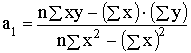 a₁ = (n∑xy − (∑x)·(∑y)) / (n∑x² − (∑x)²)